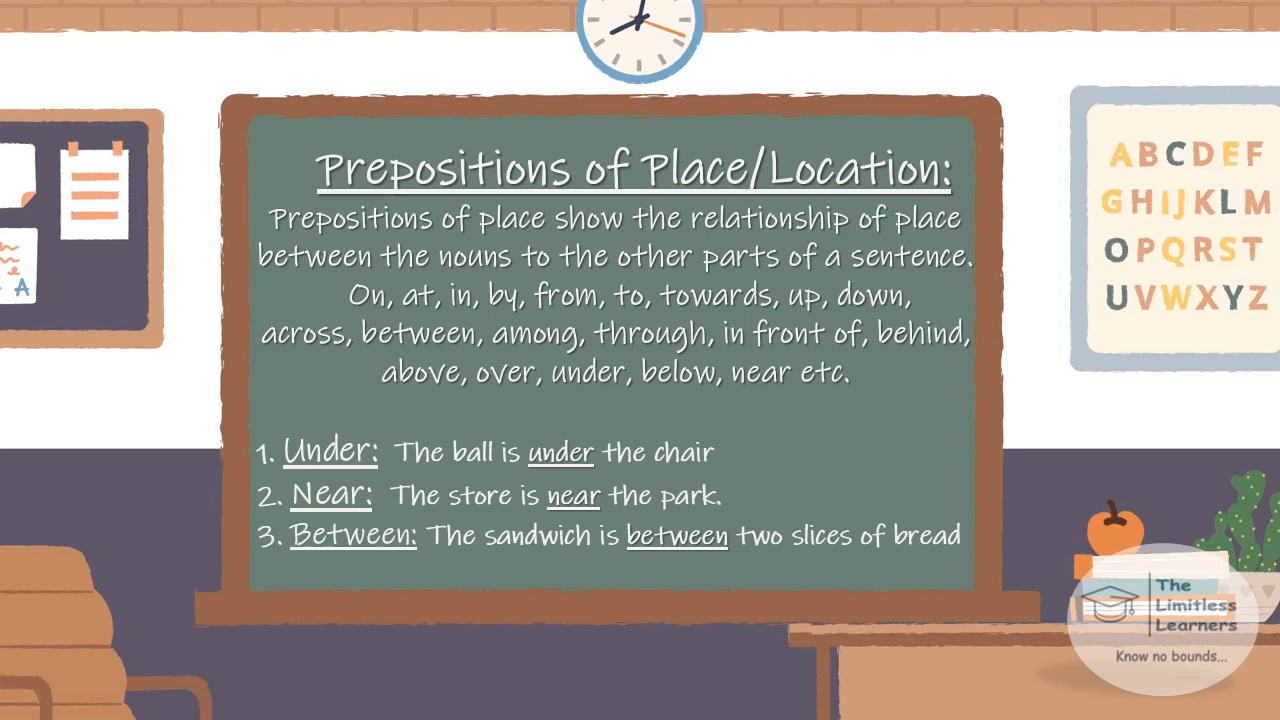 Prepositions of Place/Location:
Prepositions of place show the relationship of place
between the nouns to the other parts of a sentence.
On, at, in, by, from, to, towards, up, down,
across, between, among, through, in front of, behind,
above, over, under, below, near etc.
1. Under: The ball is under the chair
2. Near: The store is near the park.
3. Between: The sandwich is between two slices of bread
A
ABCDEF
GHIJKLM
OPQRST
UVWXYZ
The
Limitless
Learners
Know no bounds...